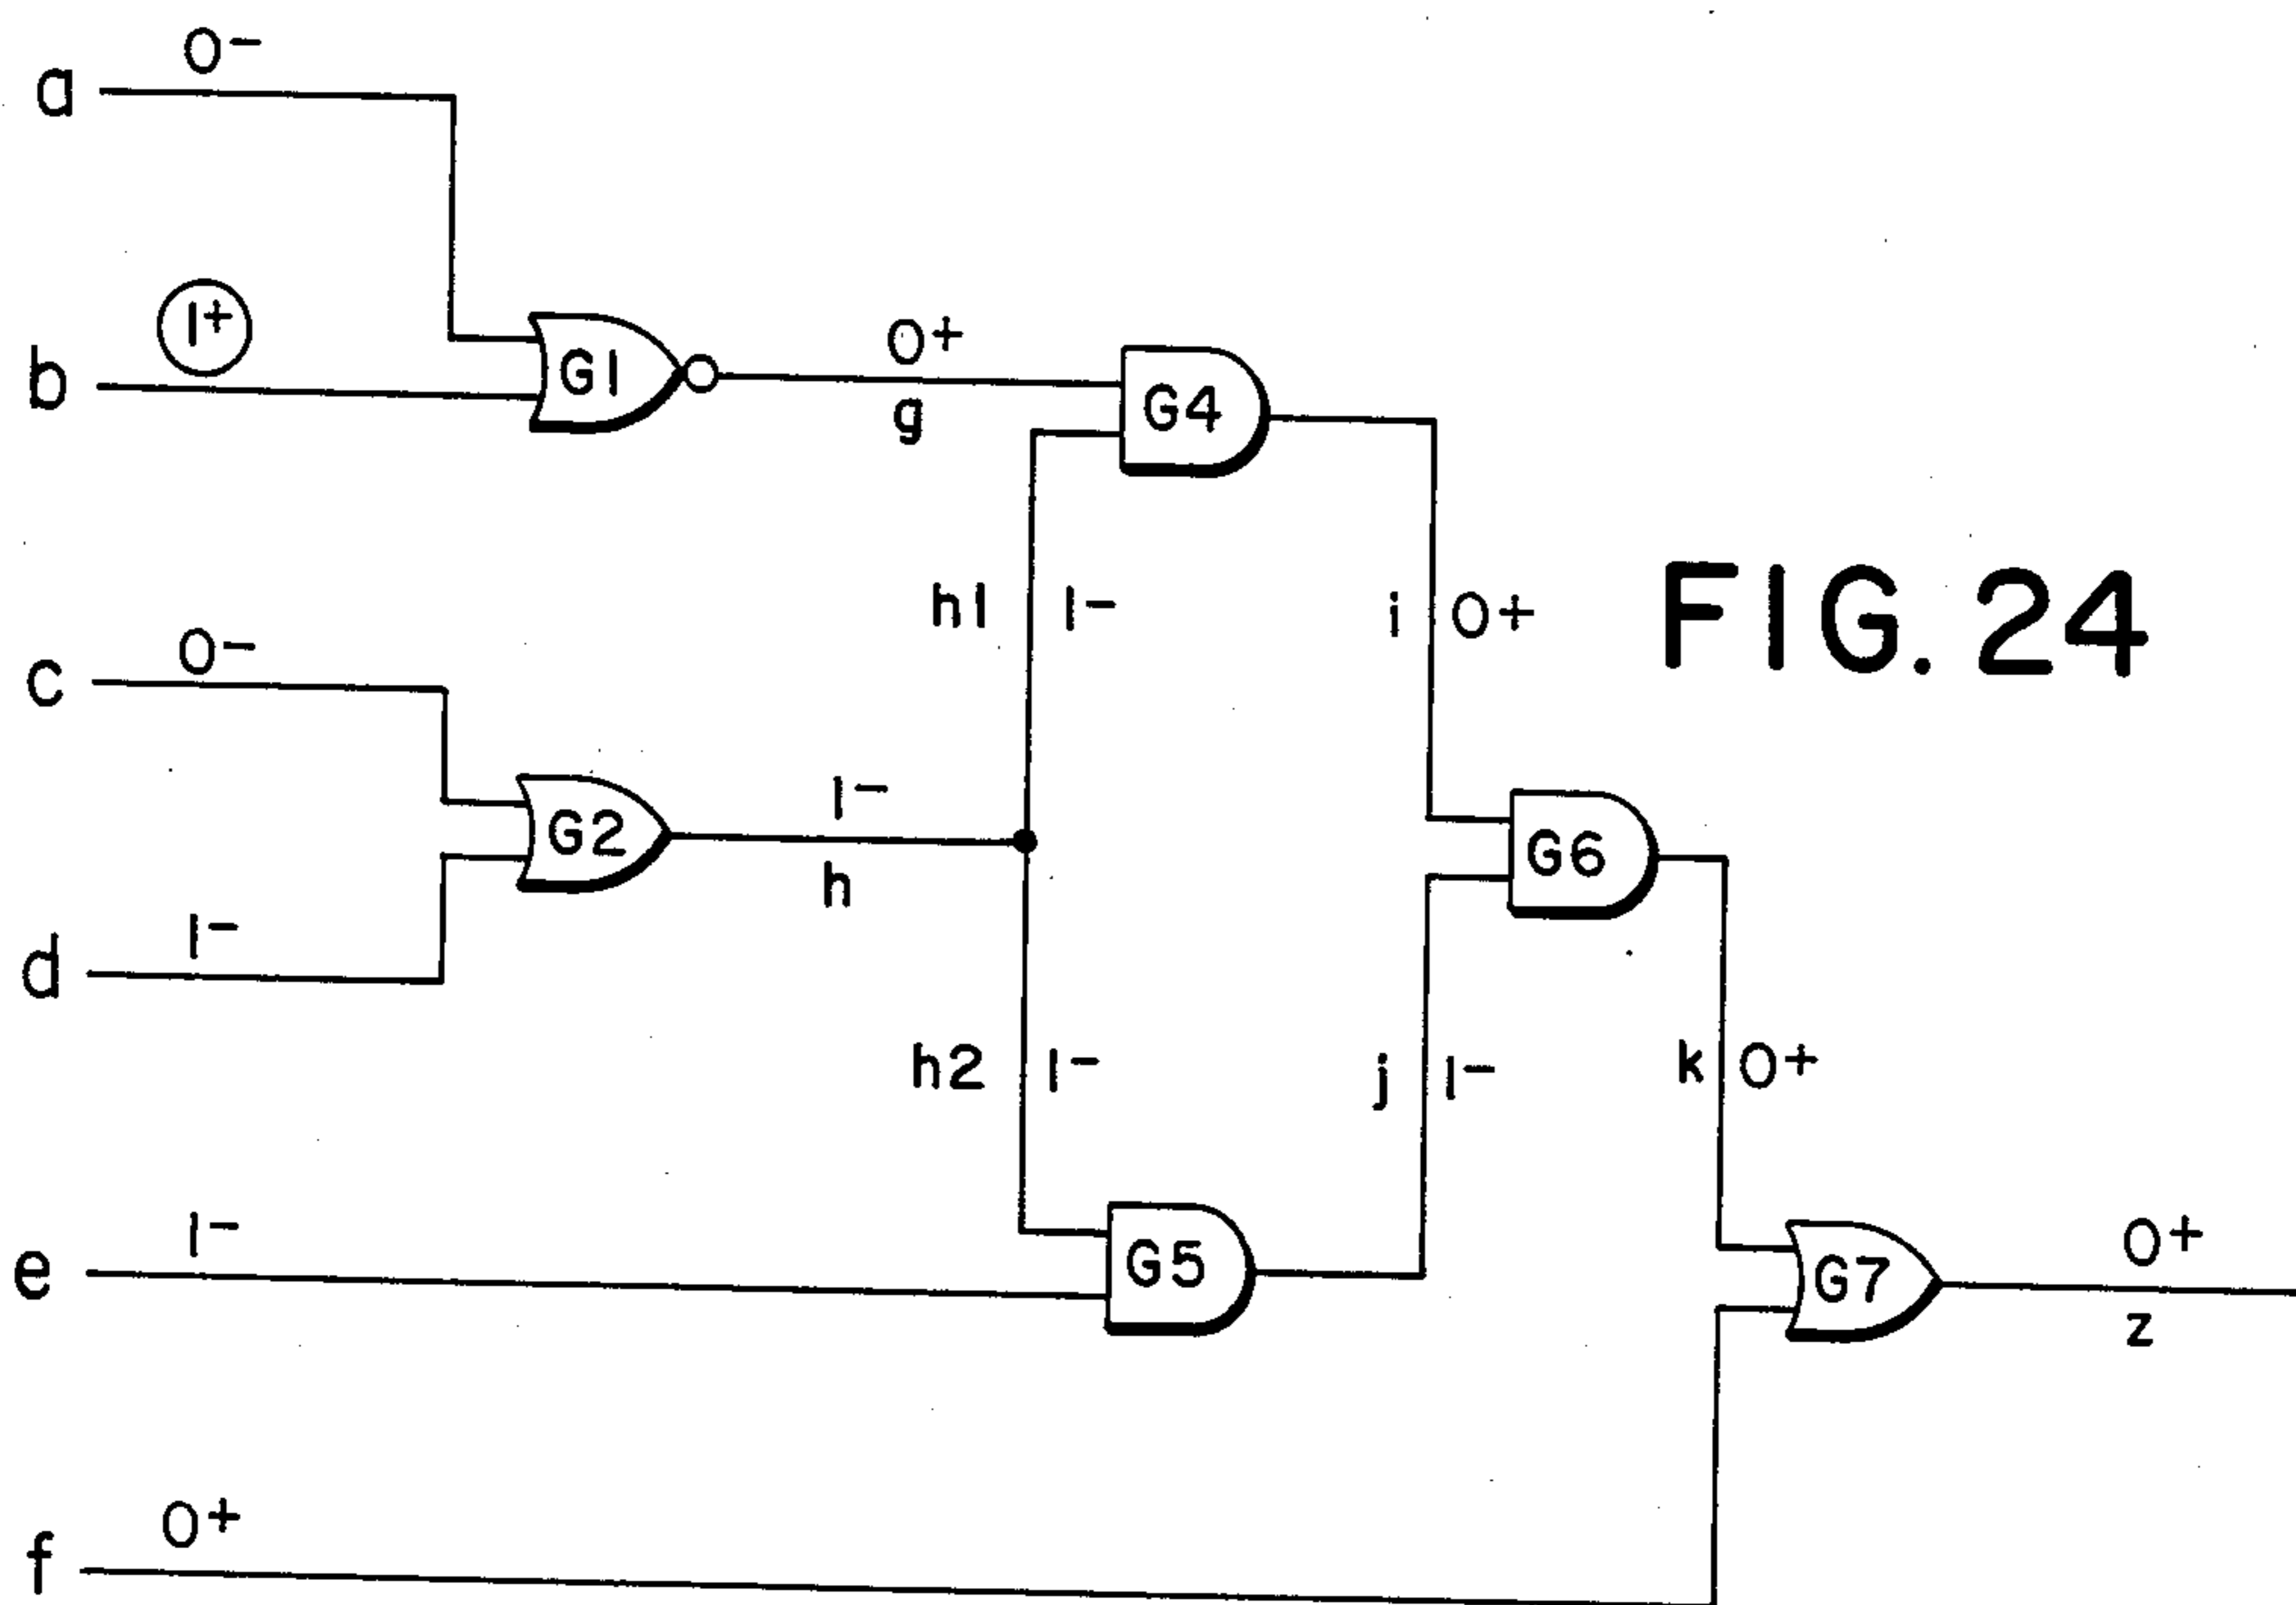 a 0-
b 1+
G1
0+
g
G4
c 0-
h1 1-
i 0+
FIG. 24
G2
1-
h
G6
d 1-
h2 1-
j 1-
k 0+
e 1-
G5
G7
0+
z
f 0+